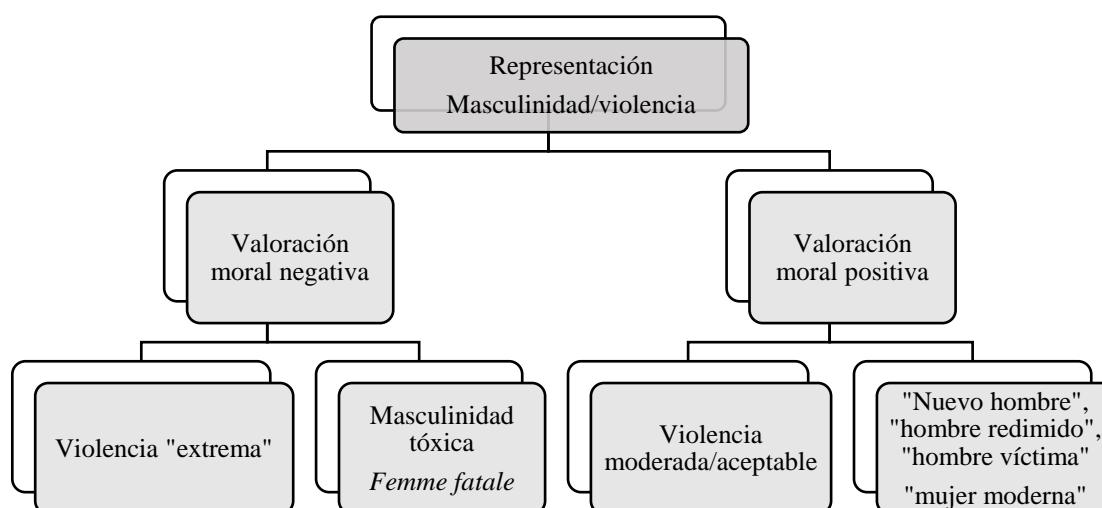 Representación
Masculinidad/violencia
Valoración
moral negativa
Valoración
moral positiva
Violencia "extrema"
Masculinidad
tóxica
Femme fatale
Violencia
moderada/aceptable
"Nuevo hombre",
"hombre redimido",
"hombre víctima"
"mujer moderna"